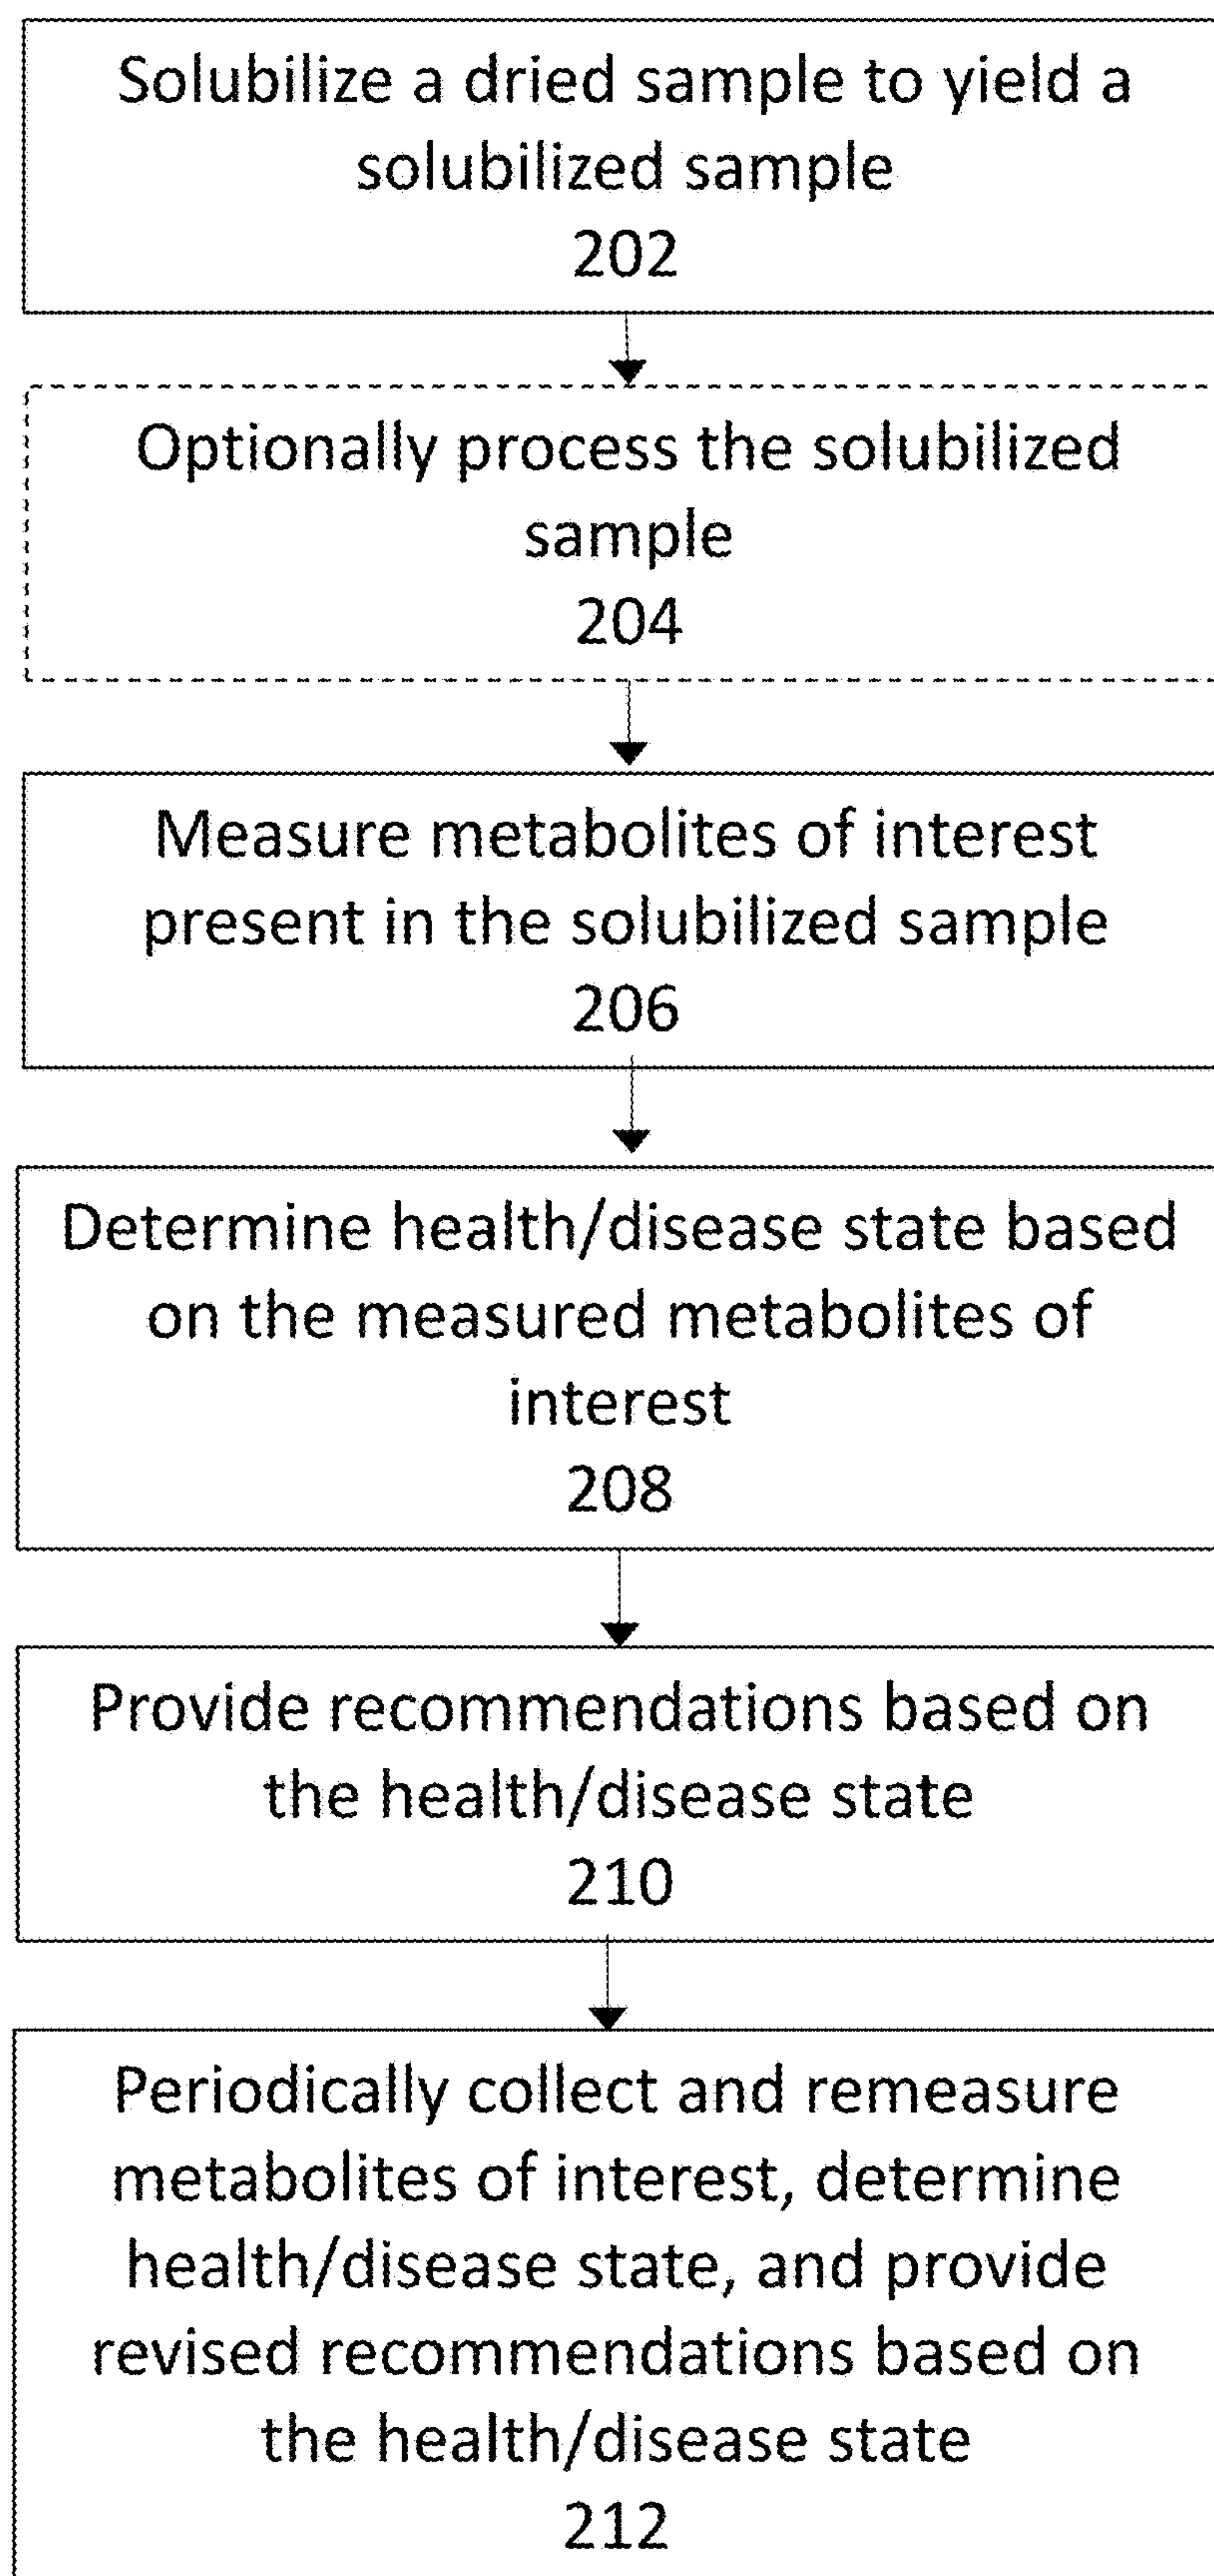 Solubilize a dried sample to yield a
solubilized sample
202
Optionally process the solubilized
sample
204
Measure metabolites of interest
present in the solubilized sample
206
Determine health/disease state based
on the measured metabolites of
interest
208
Provide recommendations based on
the health/disease state
210
Periodically collect and remeasure
metabolites of interest, determine
health/disease state, and provide
revised recommendations based on
the health/disease state
212